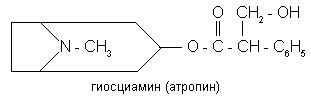 O CH₂-OH
N - CH₃ O - C - CH - C₆H₅
гиосциамин (атропин)